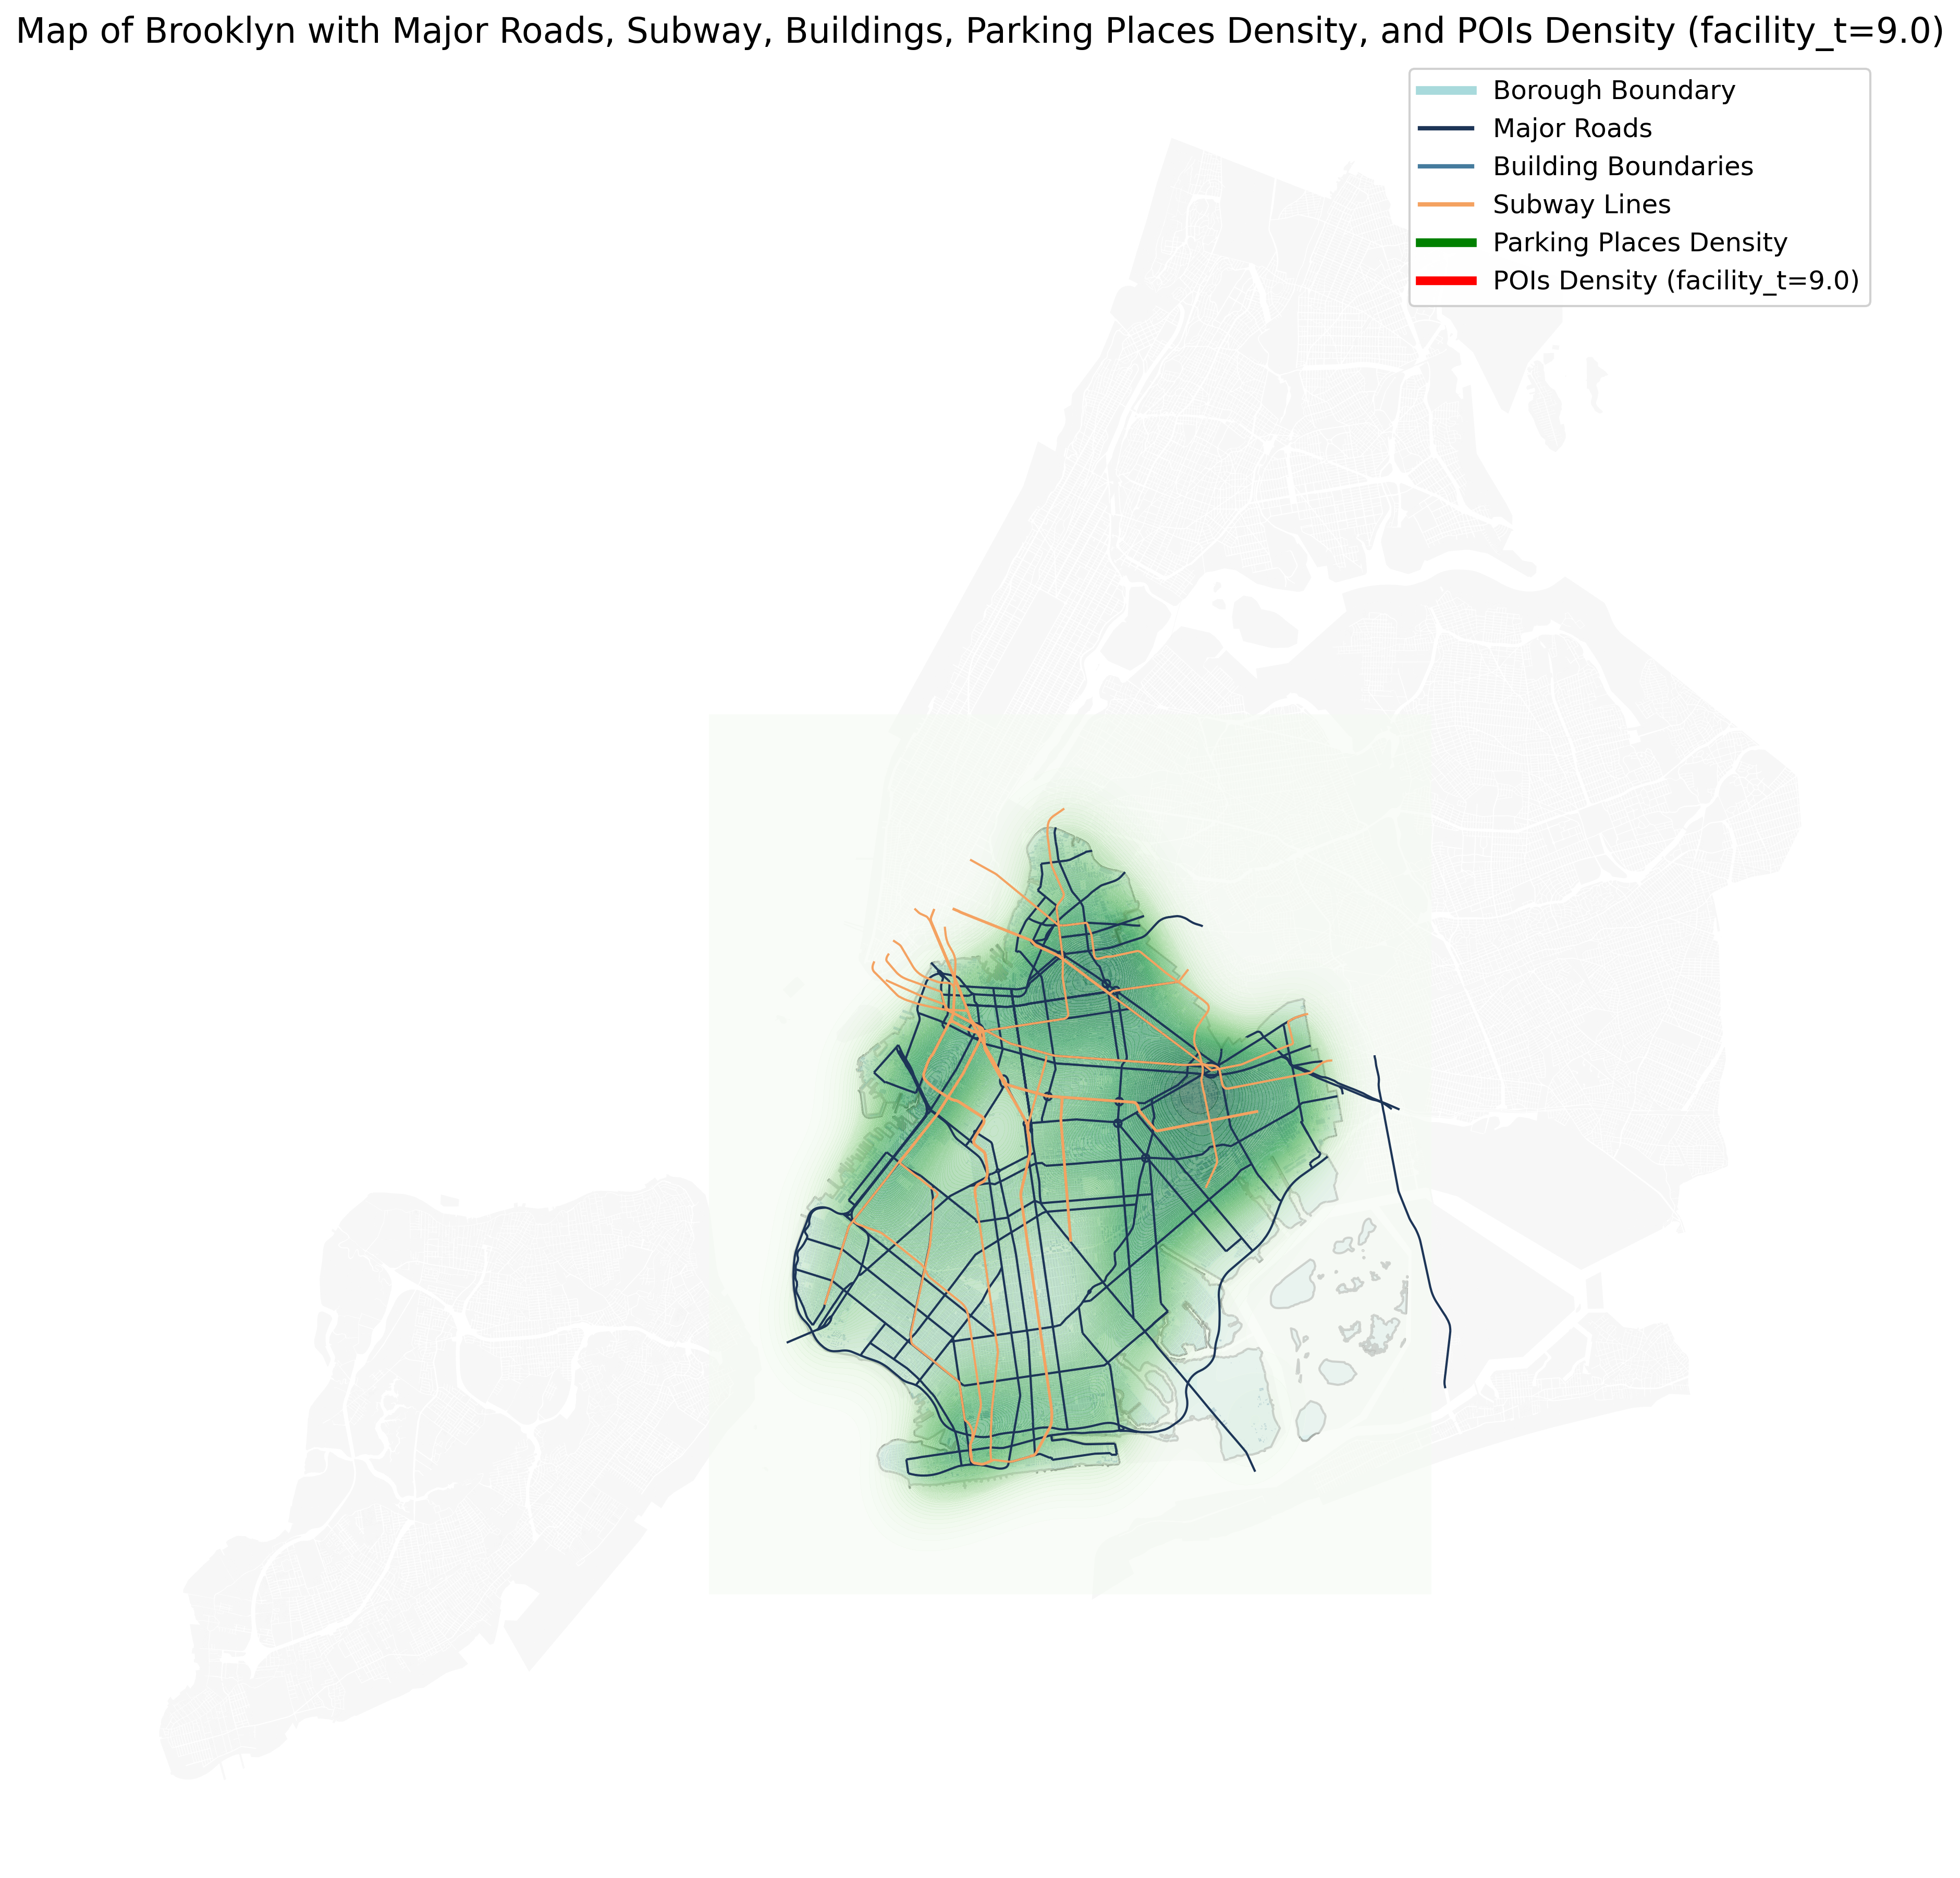 Map of Brooklyn with Major Roads, Subway, Buildings, Parking Places Density, and POIs Density (facility_t=9.0)
Borough Boundary
Major Roads
Building Boundaries
Subway Lines
Parking Places Density
POIs Density (facility_t=9.0)